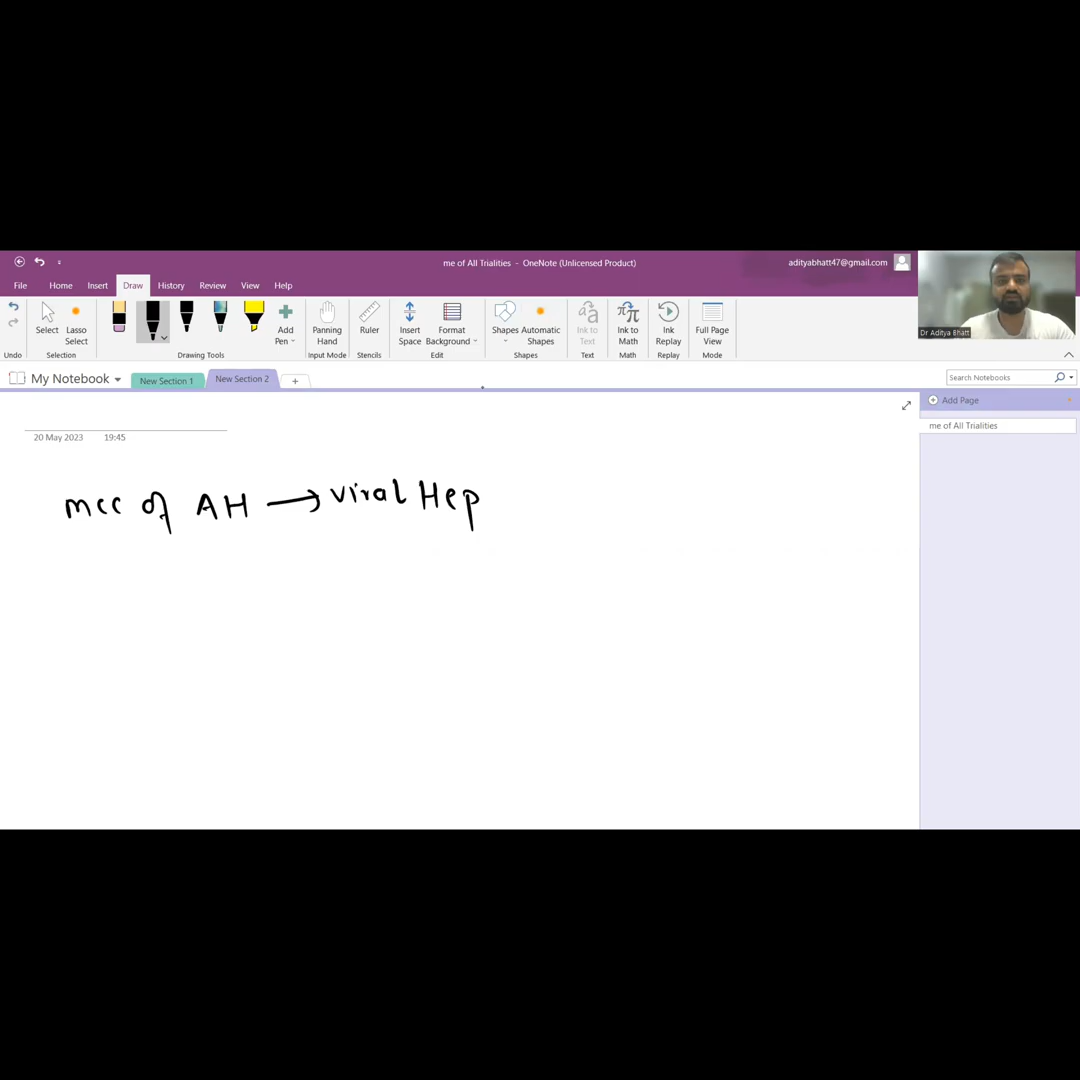 me of All Trialities - OneNote (Unlicensed Product)
adityabhatt47@gmail.com
File Home Insert Draw History Review View Help
Dr Aditya Bhatt
Undo
Select
Lasso Select
Selection
Drawing Tools
Add Pen
Panning Hand
Input Mode
Ruler
Stencils
Insert Space
Format Background
Edit
Shapes
Automatic Shapes
Shapes
Ink to Text
Text
Ink to Math
Math
Ink Replay
Replay
Full Page View
Mode
My Notebook
New Section 1
New Section 2
+
Search Notebooks
Add Page
me of All Trialities
20 May 2023 19:45
mcc of AH → viral Hep